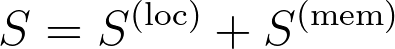 S = S^{(loc)} + S^{(mem)}